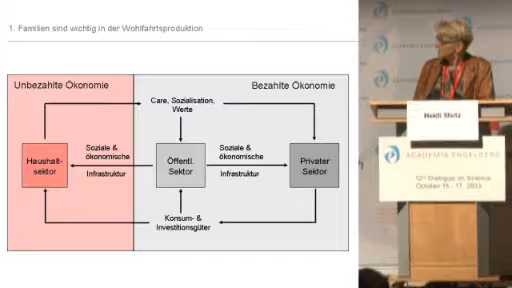 1. Familien sind wichtig in der Wohlfahrtsproduktion
Unbezahlte Ökonomie
Bezahlte Ökonomie
Care, Sozialisation,
Werte
Soziale &
ökonomische
Infrastruktur
Soziale &
ökonomische
Infrastruktur
Haushalt-
sektor
Öffentl.
Sektor
Privater
Sektor
Konsum- &
Investitionsgüter
Heidi Stutz
ACADEMIA ENGELBERG
12th Dialogue on Science
October 15 - 17, 2013